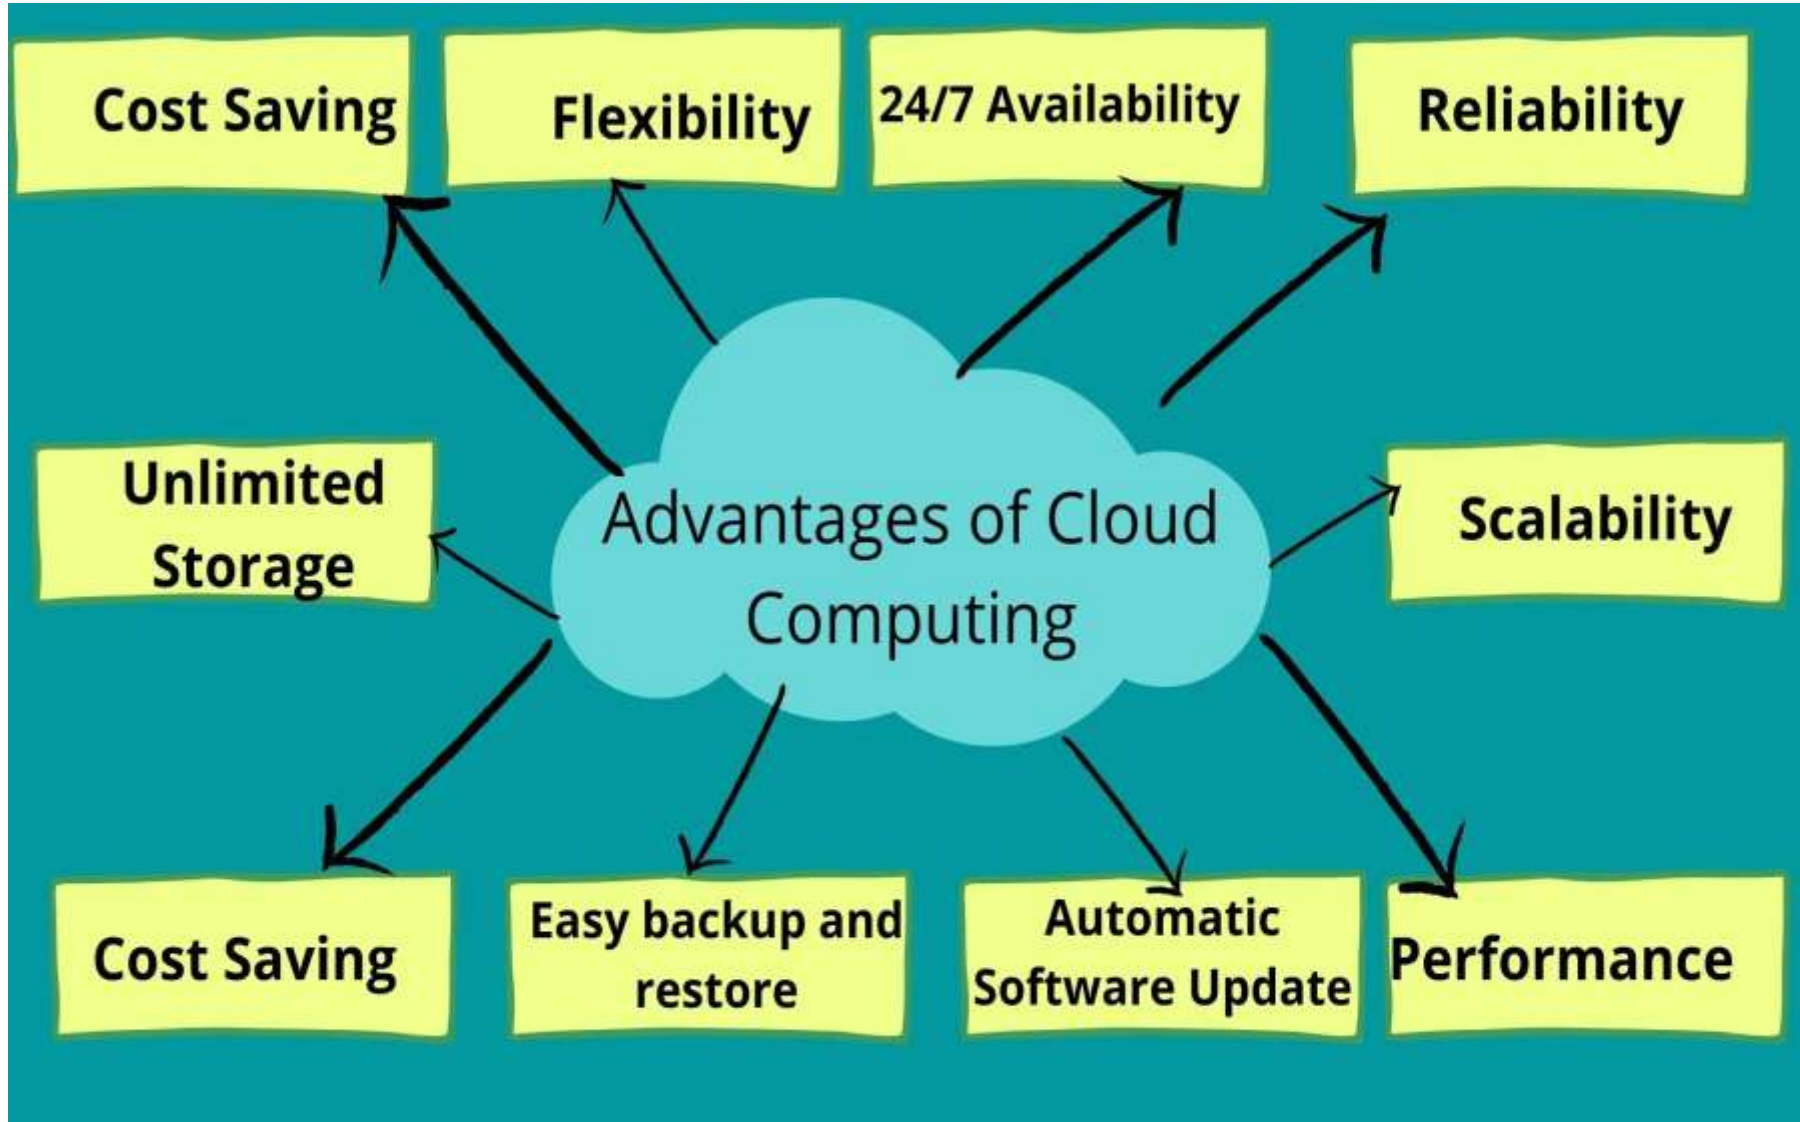 Cost Saving
Flexibility
24/7 Availability
Reliability
Unlimited
Storage
Advantages of Cloud
Computing
Scalability
Cost Saving
Easy backup and
restore
Automatic
Software Update
Performance